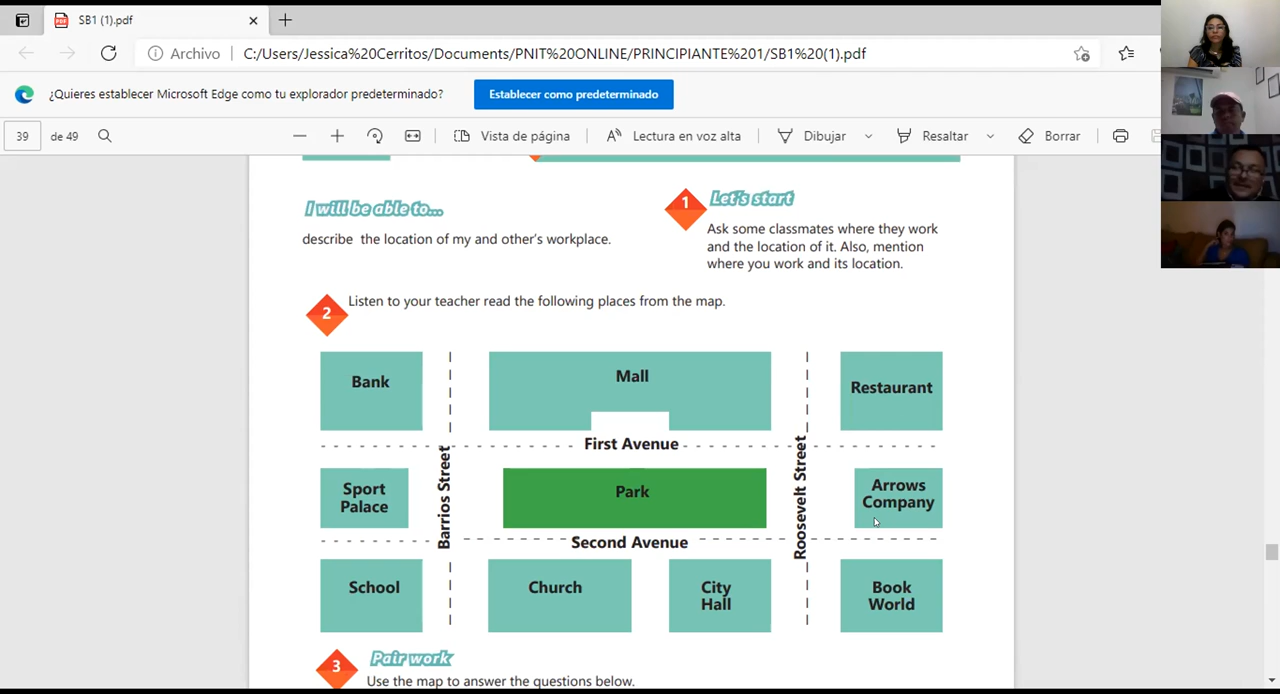 SB1 (1).pdf
Archivo
C:/Users/Jessica%20Cerritos/Documents/PNIT%20ONLINE/PRINCIPIANTE%201/SB1%20(1).pdf
¿Quieres establecer Microsoft Edge como tu explorador predeterminado?
Establecer como predeterminado
39
de 49
Vista de página
Lectura en voz alta
Dibujar
Resaltar
Borrar
I will be able to...
describe the location of my and other's workplace.
1
Let's start
Ask some classmates where they work
and the location of it. Also, mention
where you work and its location.
2
Listen to your teacher read the following places from the map.
Bank
Mall
Restaurant
First Avenue
Barrios Street
Roosevelt Street
Sport
Palace
Park
Arrows
Company
Second Avenue
School
Church
City
Hall
Book
World
3
Pair work
Use the map to answer the questions below.